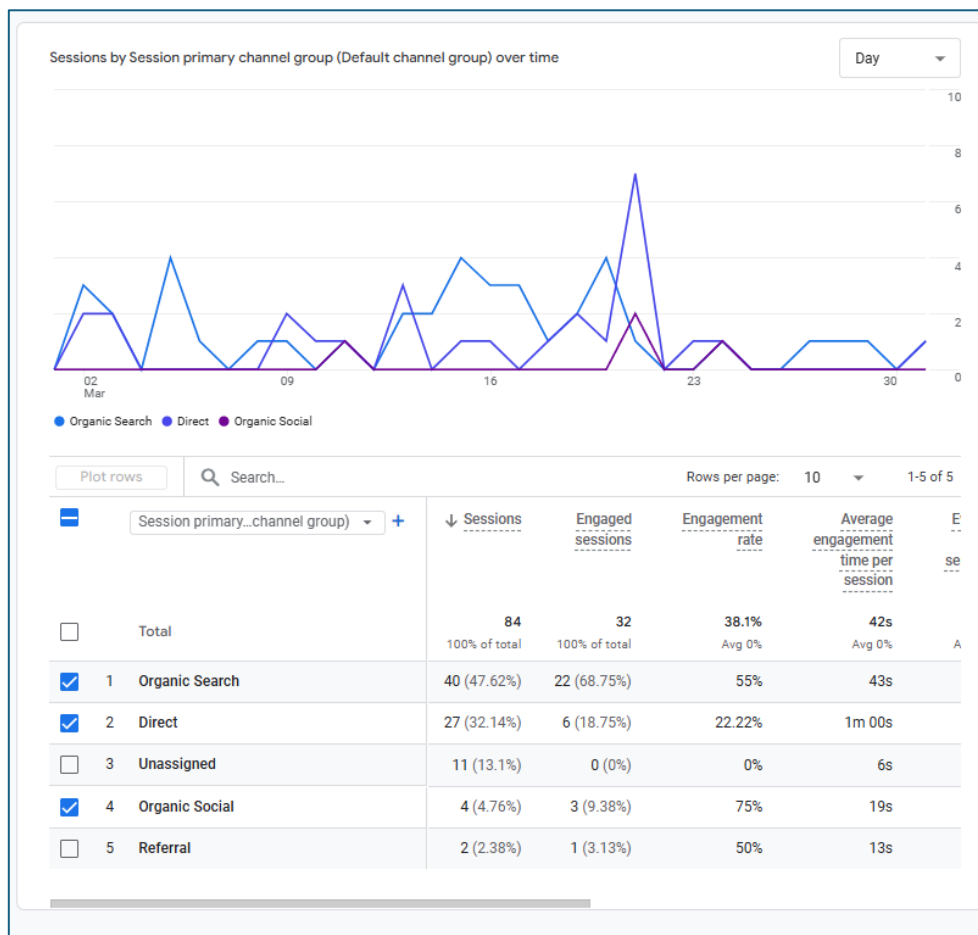 Sessions by Session primary channel group (Default channel group) over time
Day
10
8
6
4
2
0
02
Mar
09
16
23
30
Organic Search Direct Organic Social
Plot rows Search... Rows per page: 10 1-5 of 5
Session primary...channel group) + ↓ Sessions Engaged sessions Engagement rate Average engagement time per session
Total 84 32 38.1% 42s
100% of total 100% of total Avg 0% Avg 0%
1 Organic Search 40 (47.62%) 22 (68.75%) 55% 43s
2 Direct 27 (32.14%) 6 (18.75%) 22.22% 1m 00s
3 Unassigned 11 (13.1%) 0 (0%) 0% 6s
4 Organic Social 4 (4.76%) 3 (9.38%) 75% 19s
5 Referral 2 (2.38%) 1 (3.13%) 50% 13s